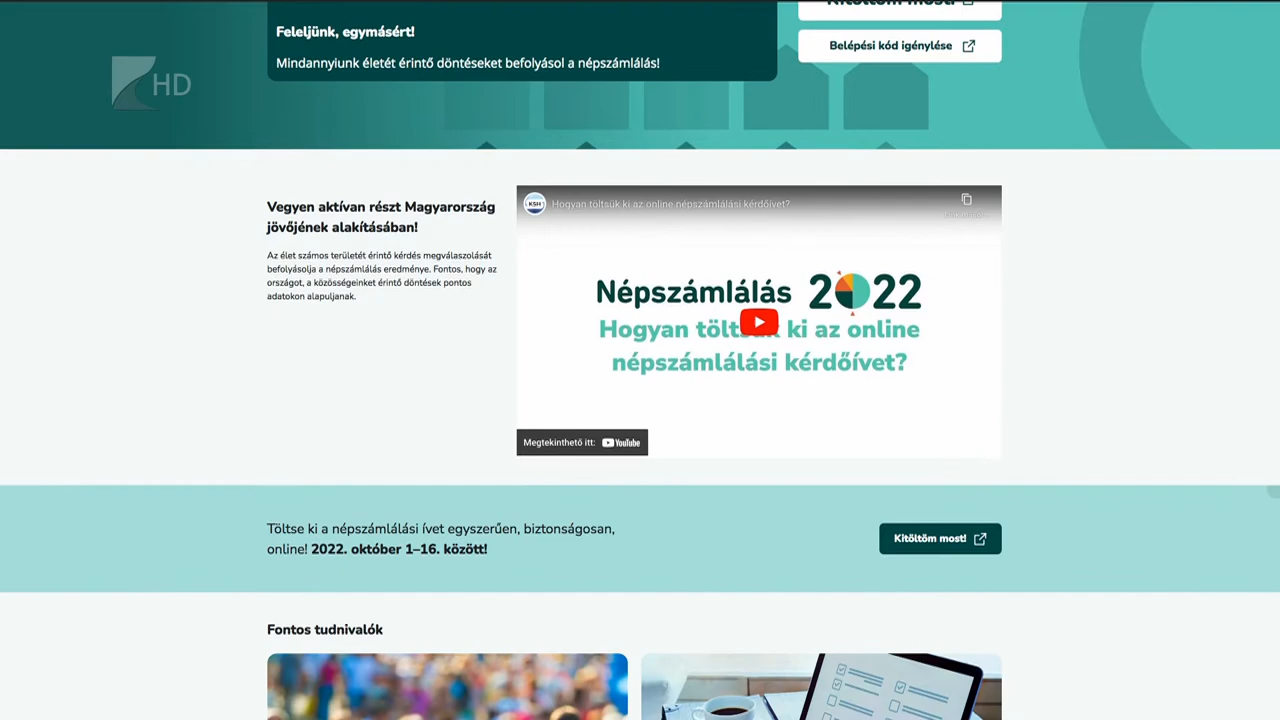 Kitöltöm most!
Feleljünk, egymásért!
Belépési kód igénylése
Mindannyiunk életét érintő döntéseket befolyásol a népszámlálás!
HD
Vegyen aktívan részt Magyarország
jövőjének alakításában!
Az élet számos területét érintő kérdés megválaszolását
befolyásolja a népszámlálás eredménye. Fontos, hogy az
országot, a közösségeinket érintő döntések pontos
adatokon alapuljanak.
KSH
Hogyan töltsük ki az online népszámlálási kérdőívet?
Népszámlálás 2022
Hogyan töltsük ki az online
népszámlálási kérdőívet?
Megtekinthető itt: YouTube
Töltse ki a népszámlálási ívet egyszerűen, biztonságosan,
online! 2022. október 1–16. között!
Kitöltöm most!
Fontos tudnivalók